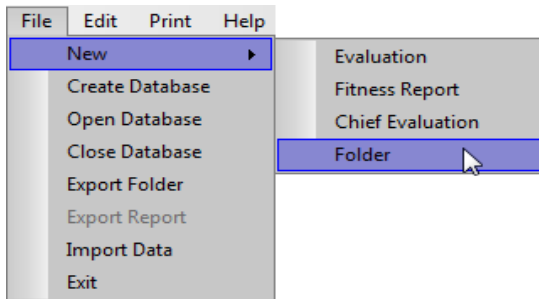 File Edit Print Help
New
Create Database
Open Database
Close Database
Export Folder
Export Report
Import Data
Exit
Evaluation
Fitness Report
Chief Evaluation
Folder